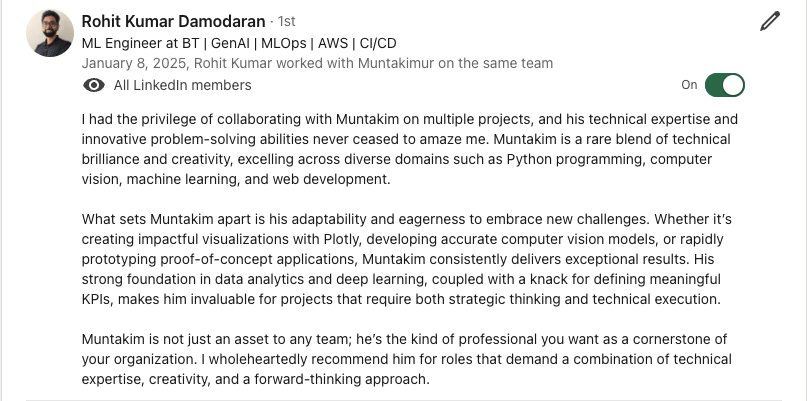 Rohit Kumar Damodaran · 1st
ML Engineer at BT | GenAI | MLOps | AWS | CI/CD
January 8, 2025, Rohit Kumar worked with Muntakimur on the same team
All LinkedIn members
On
I had the privilege of collaborating with Muntakim on multiple projects, and his technical expertise and
innovative problem-solving abilities never ceased to amaze me. Muntakim is a rare blend of technical
brilliance and creativity, excelling across diverse domains such as Python programming, computer
vision, machine learning, and web development.
What sets Muntakim apart is his adaptability and eagerness to embrace new challenges. Whether it’s
creating impactful visualizations with Plotly, developing accurate computer vision models, or rapidly
prototyping proof-of-concept applications, Muntakim consistently delivers exceptional results. His
strong foundation in data analytics and deep learning, coupled with a knack for defining meaningful
KPIs, makes him invaluable for projects that require both strategic thinking and technical execution.
Muntakim is not just an asset to any team; he’s the kind of professional you want as a cornerstone of
your organization. I wholeheartedly recommend him for roles that demand a combination of technical
expertise, creativity, and a forward-thinking approach.